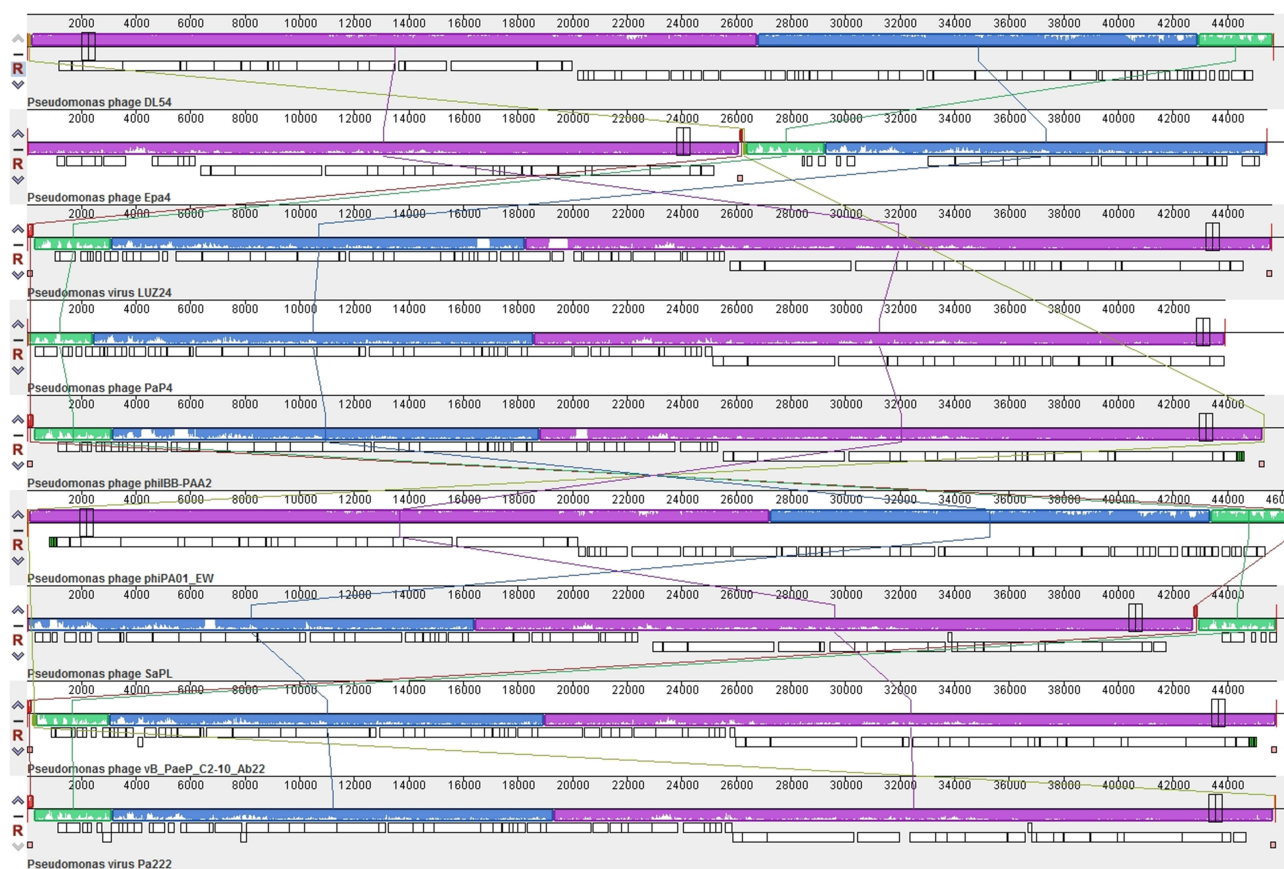 2000 4000 6000 8000 10000 12000 14000 16000 18000 20000 22000 24000 26000 28000 30000 32000 34000 36000 38000 40000 42000 44000
R
Pseudomonas phage DL54
2000 4000 6000 8000 10000 12000 14000 16000 18000 20000 22000 24000 26000 28000 30000 32000 34000 36000 38000 40000 42000 44000
R
Pseudomonas phage Epa4
2000 4000 6000 8000 10000 12000 14000 16000 18000 20000 22000 24000 26000 28000 30000 32000 34000 36000 38000 40000 42000 44000
R
Pseudomonas virus LUZ24
2000 4000 6000 8000 10000 12000 14000 16000 18000 20000 22000 24000 26000 28000 30000 32000 34000 36000 38000 40000 42000
R
Pseudomonas phage PaP4
2000 4000 6000 8000 10000 12000 14000 16000 18000 20000 22000 24000 26000 28000 30000 32000 34000 36000 38000 40000 42000 44000
R
Pseudomonas phage philBB-PAA2
2000 4000 6000 8000 10000 12000 14000 16000 18000 20000 22000 24000 26000 28000 30000 32000 34000 36000 38000 40000 42000 44000 460
R
Pseudomonas phage phiPA01_EW
2000 4000 6000 8000 10000 12000 14000 16000 18000 20000 22000 24000 26000 28000 30000 32000 34000 36000 38000 40000 42000 44000
R
Pseudomonas phage SaPL
2000 4000 6000 8000 10000 12000 14000 16000 18000 20000 22000 24000 26000 28000 30000 32000 34000 36000 38000 40000 42000 44000
R
Pseudomonas phage vB_PaeP_C2-10_Ab22
2000 4000 6000 8000 10000 12000 14000 16000 18000 20000 22000 24000 26000 28000 30000 32000 34000 36000 38000 40000 42000 44000
R
Pseudomonas virus Pa222